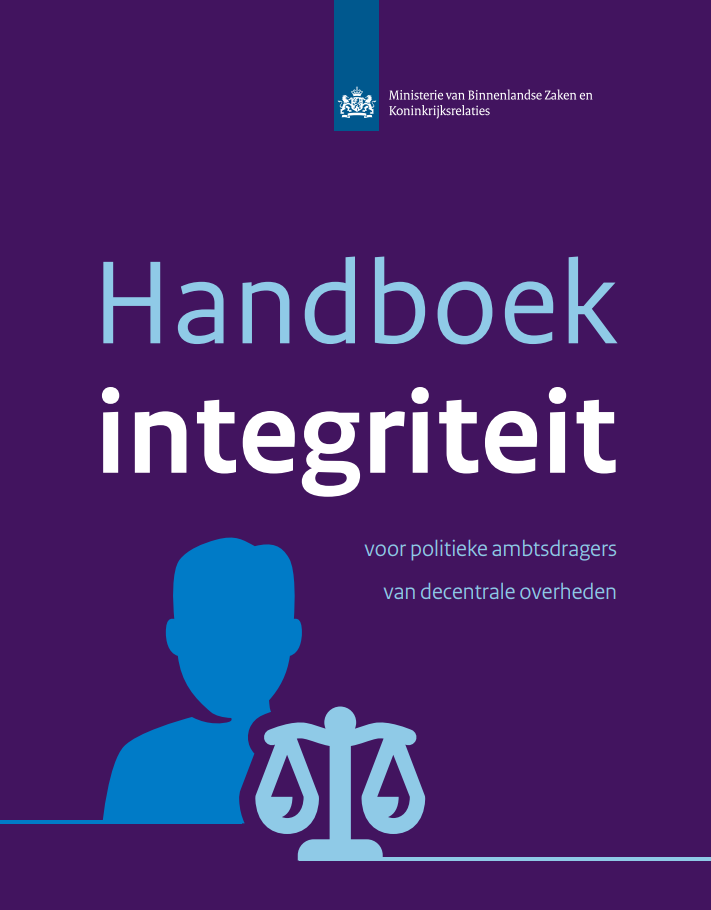 Ministerie van Binnenlandse Zaken en
Koninkrijksrelaties
Handboek
integriteit
voor politieke ambtsdragers
van decentrale overheden